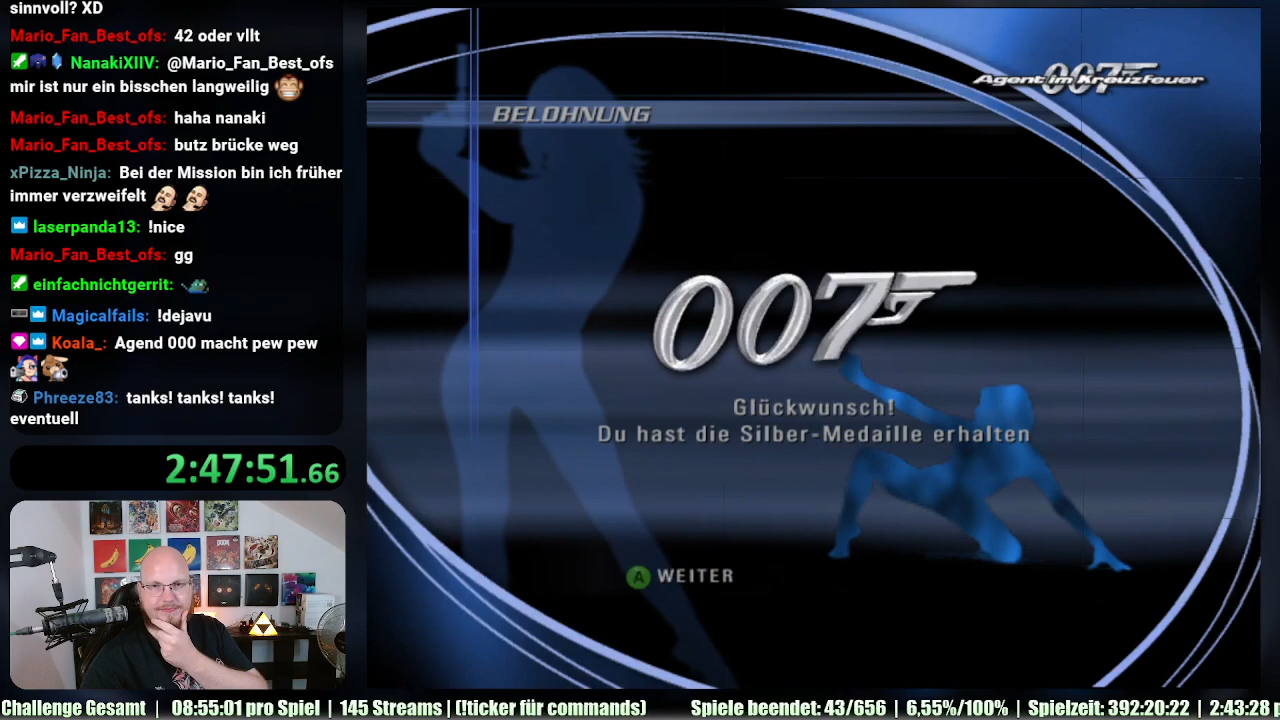 sinnvoll? XD
Mario_Fan_Best_ofs: 42 oder vllt
NanakiXIIV: @Mario_Fan_Best_ofs
mir ist nur ein bisschen langweilig
Mario_Fan_Best_ofs: haha nanaki
Mario_Fan_Best_ofs: butz brücke weg
xPizza_Ninja: Bei der Mission bin ich früher
immer verzweifelt
laserpanda13: !nice
Mario_Fan_Best_ofs: gg
einfachnichtgerrit:
Magicalfails: !dejavu
Koala_: Agend 000 macht pew pew
Phreeze83: tanks! tanks! tanks!
eventuell
2:47:51.66
007
Agent im Kreuzfeuer
BELOHNUNG
007
Glückwunsch!
Du hast die Silber-Medaille erhalten
A WEITER
Challenge Gesamt | 08:55:01 pro Spiel | 145 Streams | (!ticker für commands) Spiele beendet: 43/656 | 6,55%/100% | Spielzeit: 392:20:22 | 2:43:28 p